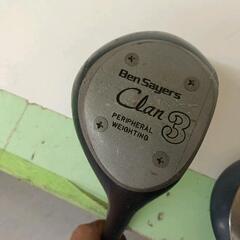 Ben Sayers
Clan 3
PERIPHERAL
WEIGHTING